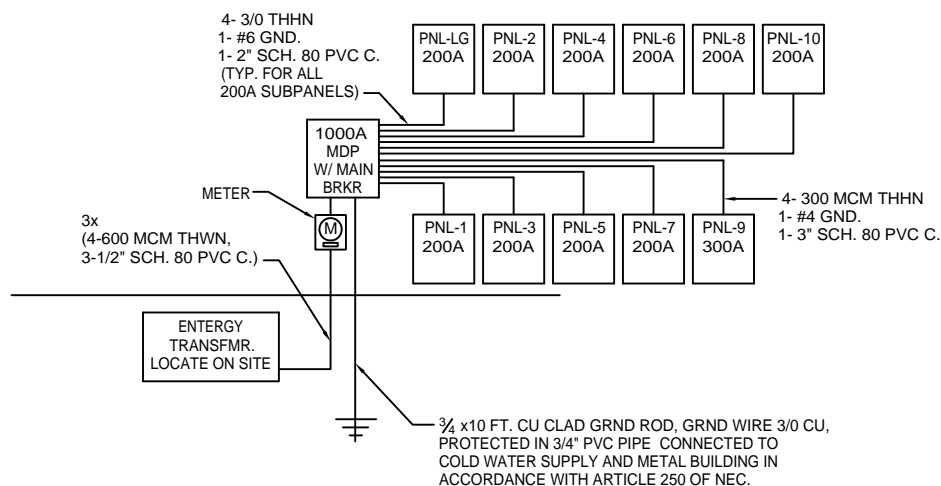 4- 3/0 THHN
1- #6 GND.
1- 2" SCH. 80 PVC C.
(TYP. FOR ALL
200A SUBPANELS)
PNL-LG
200A
PNL-2
200A
PNL-4
200A
PNL-6
200A
PNL-8
200A
PNL-10
200A
1000A
MDP
W/ MAIN
BRKR
METER
M
3x
(4-600 MCM THWN,
3-1/2" SCH. 80 PVC C.)
PNL-1
200A
PNL-3
200A
PNL-5
200A
PNL-7
200A
PNL-9
300A
4- 300 MCM THHN
1- #4 GND.
1- 3" SCH. 80 PVC C.
ENTERGY
TRANSFMR.
LOCATE ON SITE
3/4 x10 FT. CU CLAD GRND ROD, GRND WIRE 3/0 CU,
PROTECTED IN 3/4" PVC PIPE CONNECTED TO
COLD WATER SUPPLY AND METAL BUILDING IN
ACCORDANCE WITH ARTICLE 250 OF NEC.